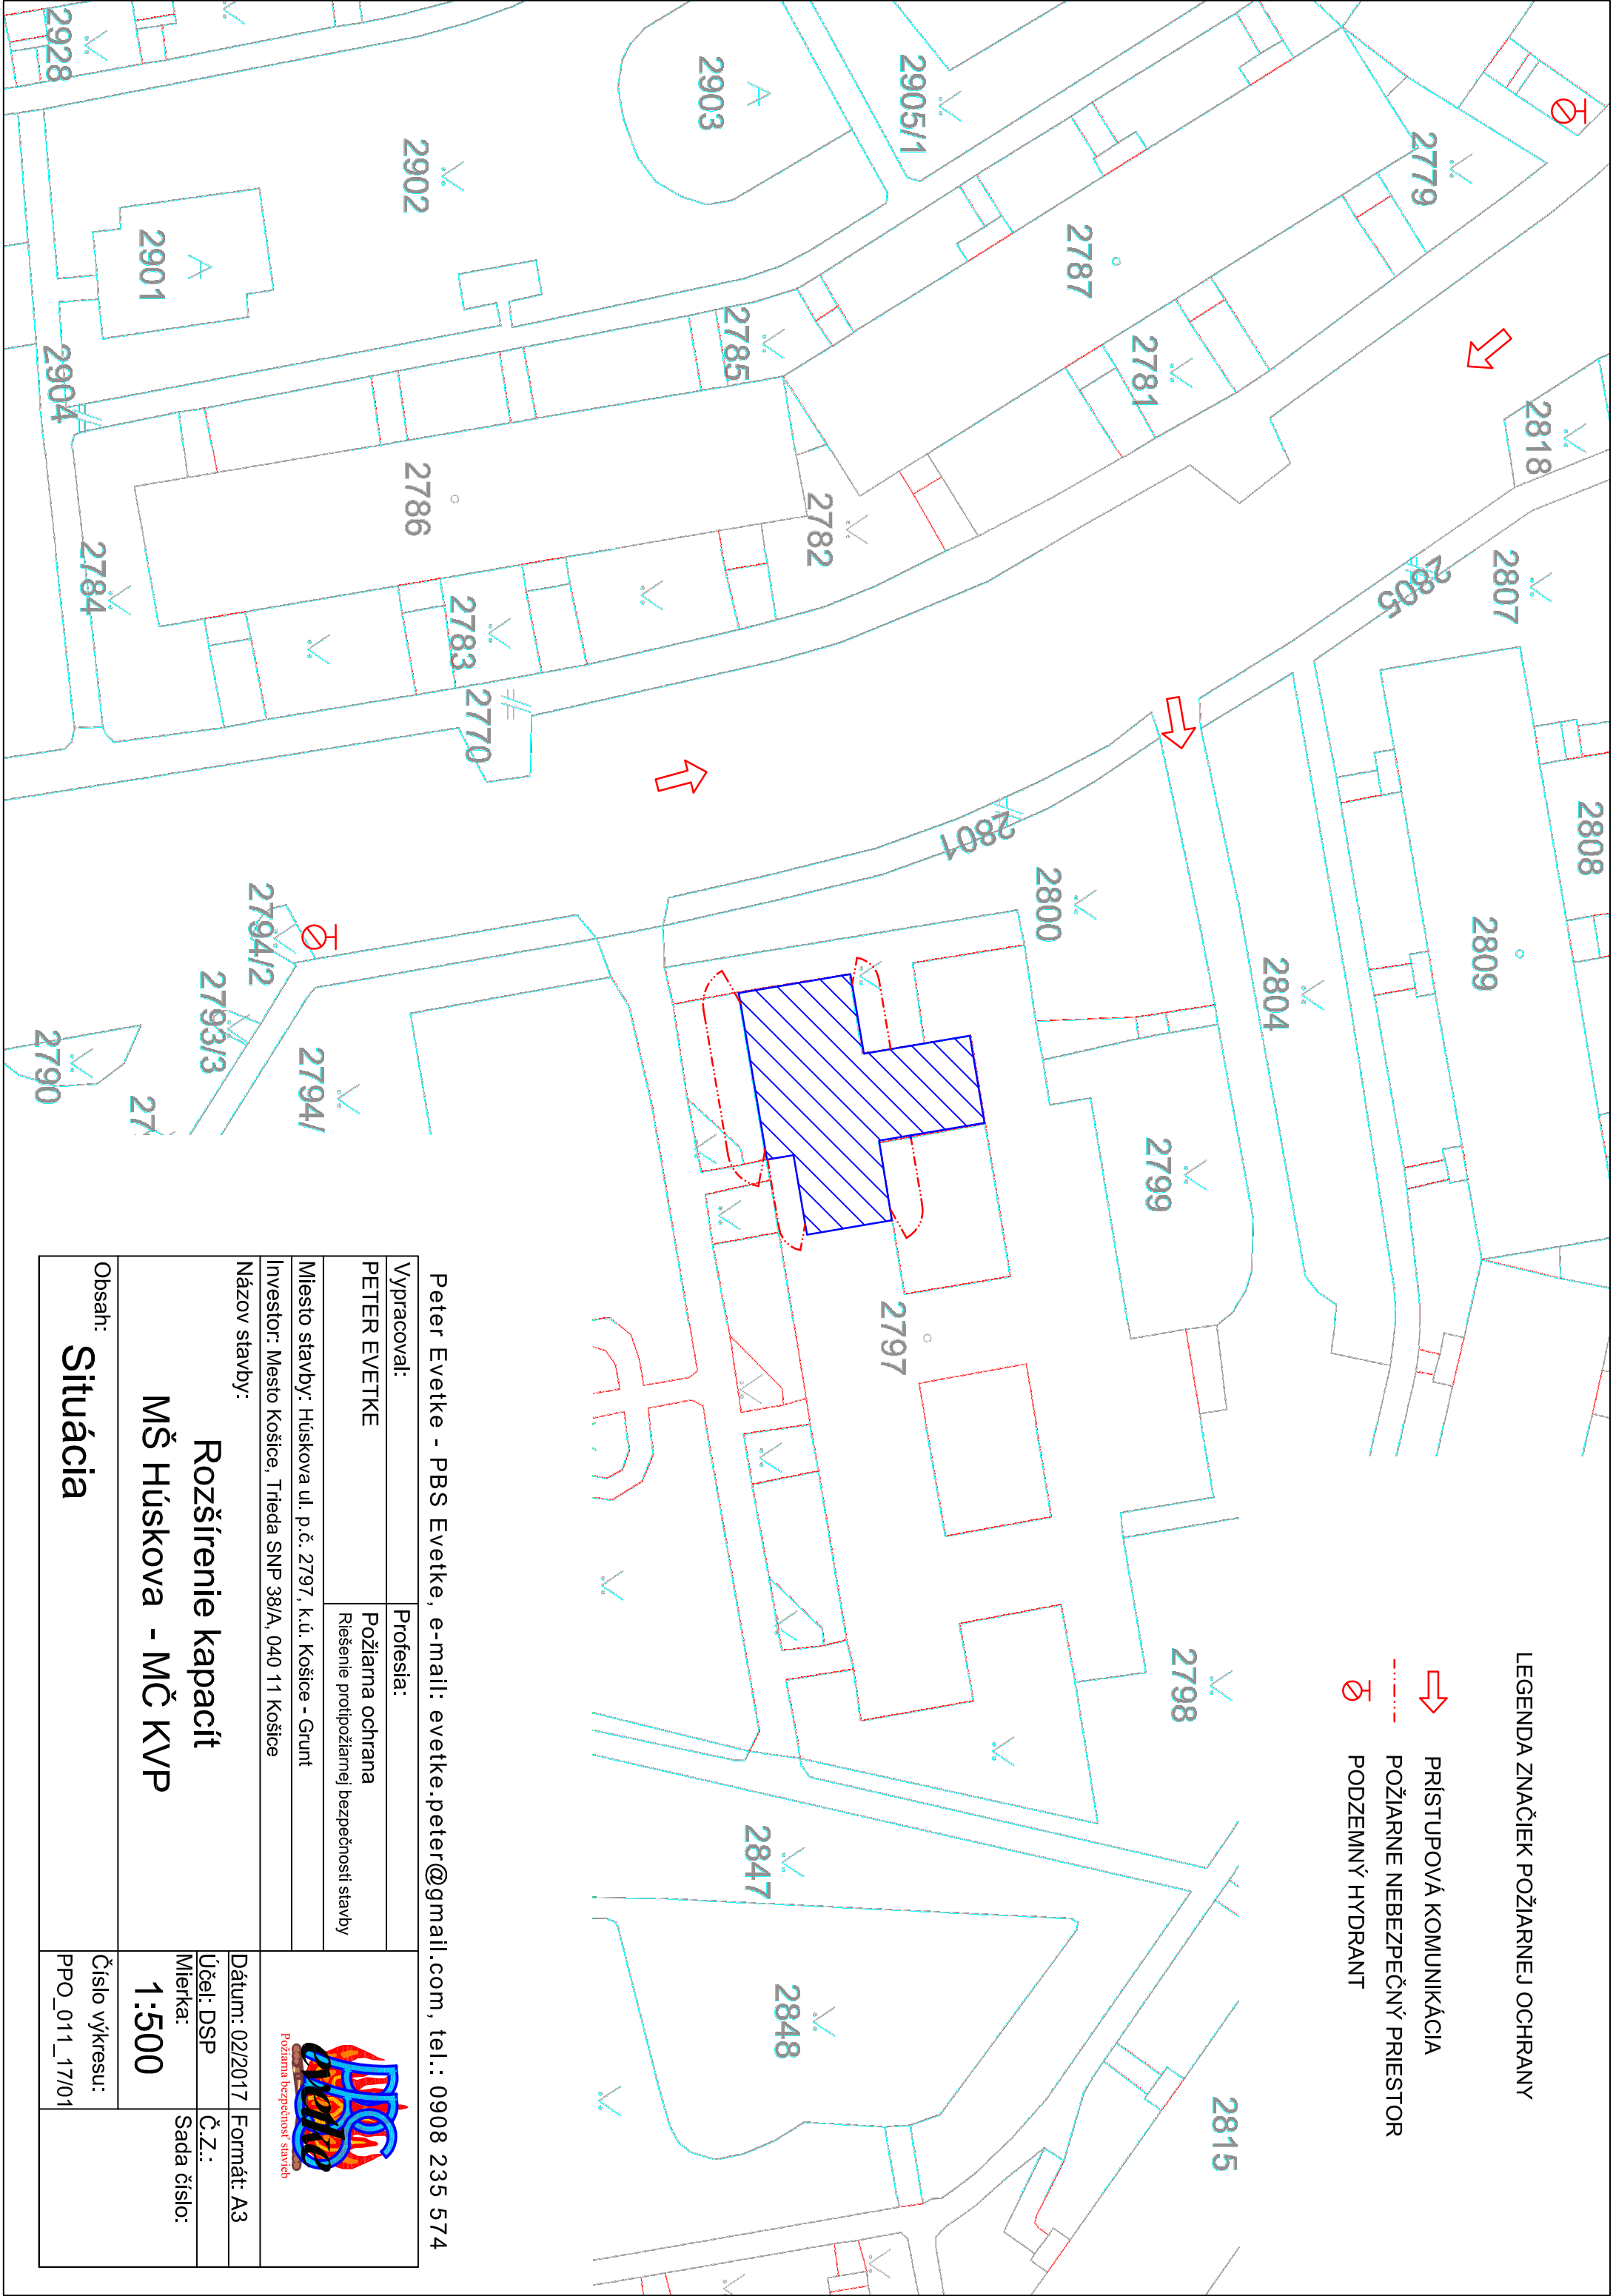 LEGENDA ZNAČIEK POŽIARNEJ OCHRANY
PRÍSTUPOVÁ KOMUNIKÁCIA
POŽIARNE NEBEZPEČNÝ PRIESTOR
PODZEMNÝ HYDRANT
2779
2818
2807
2808
2805
2809
2905/1
2787
2781
2903
2785
2782
2801
2800
2804
2799
2797
2798
2815
2902
2786
2783
2770
2847
2848
2901
2904
2784
2928
2794/2
2793/3
2794/
2790
27
Peter Evetke - PBS Evetke, e-mail: evetke.peter@gmail.com, tel.: 0908 235 574
Vypracoval:
PETER EVETKE
Profesia:
Požiarna ochrana
Riešenie protipožiarnej bezpečnosti stavby
Miesto stavby: Húskova ul. p.č. 2797, k.ú. Košice - Grunt
Investor: Mesto Košice, Trieda SNP 38/A, 040 11 Košice
Názov stavby:
Rozšírenie kapacít
MŠ Húskova - MČ KVP
Obsah:
Situácia
PBS
evetke
Požiarna bezpečnosť stavieb
Dátum: 02/2017
Formát: A3
Účel: DSP
Č.Z.:
Mierka:
1:500
Sada číslo:
Číslo výkresu:
PPO_011_17/01